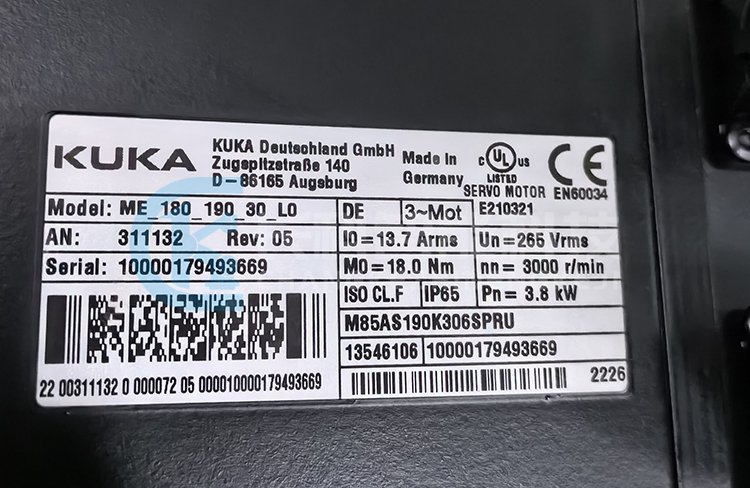 KUKA
KUKA Deutschland GmbH
Zugspitzstraße 140
D-86165 Augsburg
Made in
Germany
c UL us
LISTED
SERVO MOTOR
E210321
CE
EN60034
Model: ME_180_190_30_L0
DE
3~Mot
AN: 311132 Rev: 05
I0=13.7 Arms
Un=265 Vrms
Serial: 10000179493669
M0=18.0 Nm
nn= 3000 r/min
ISO CL.F
IP65
Pn= 3.8 kW
M85AS190K306SPRU
13546106
10000179493669
22 00311132 0 000072 05 000010000179493669
2226